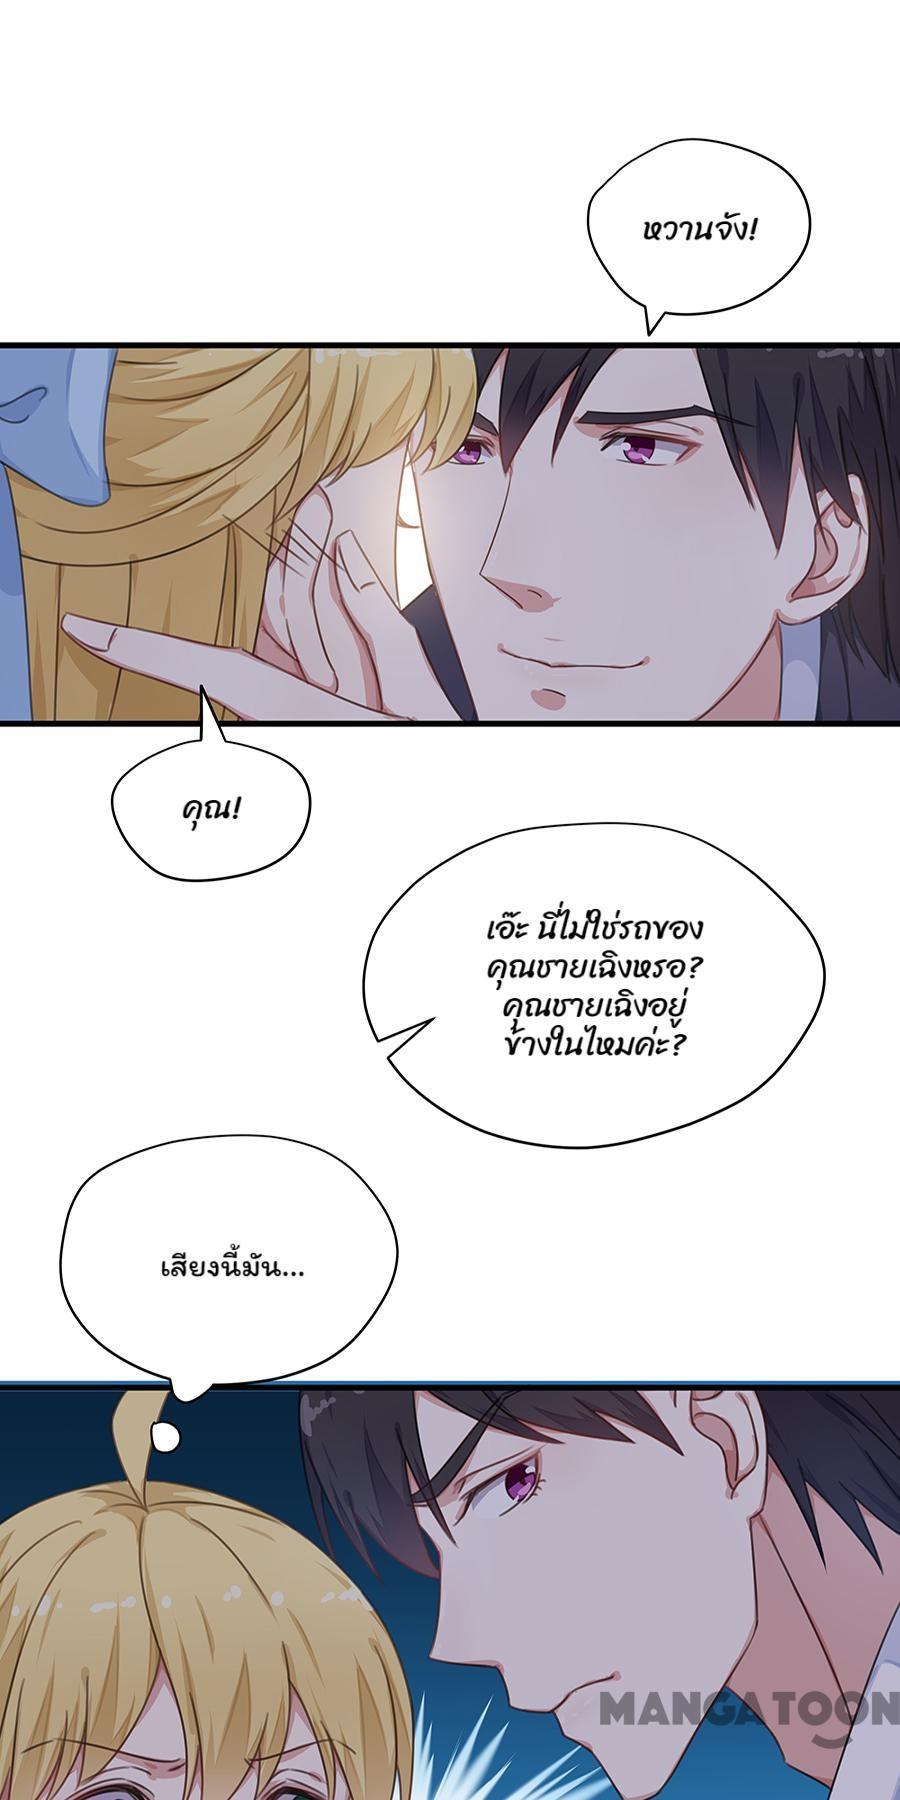 หวานจัง!
คุณ!
เอ๊ะ นี่ไม่ใช่รถของ
คุณชายเฉิงหรอ?
คุณชายเฉิงอยู่
ข้างในไหมค่ะ?
เสียงนี้มัน...
MANGATOON